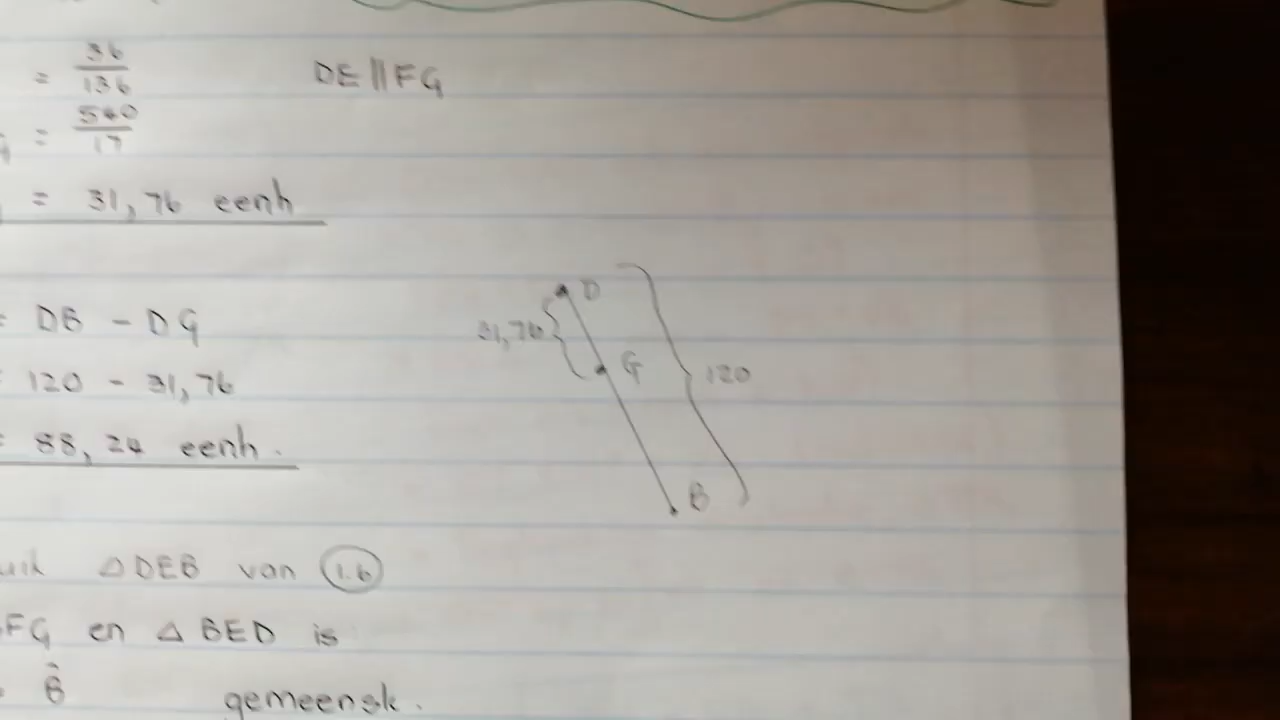 = 36/136 DE || FG
= 540/17
= 31,76 eenh
= DB - DG
= 120 - 31,76
= 88,24 eenh.
D
31,76
G
120
B
△DEB van 1.6
FG en △BED is
B̂ gemeensk.